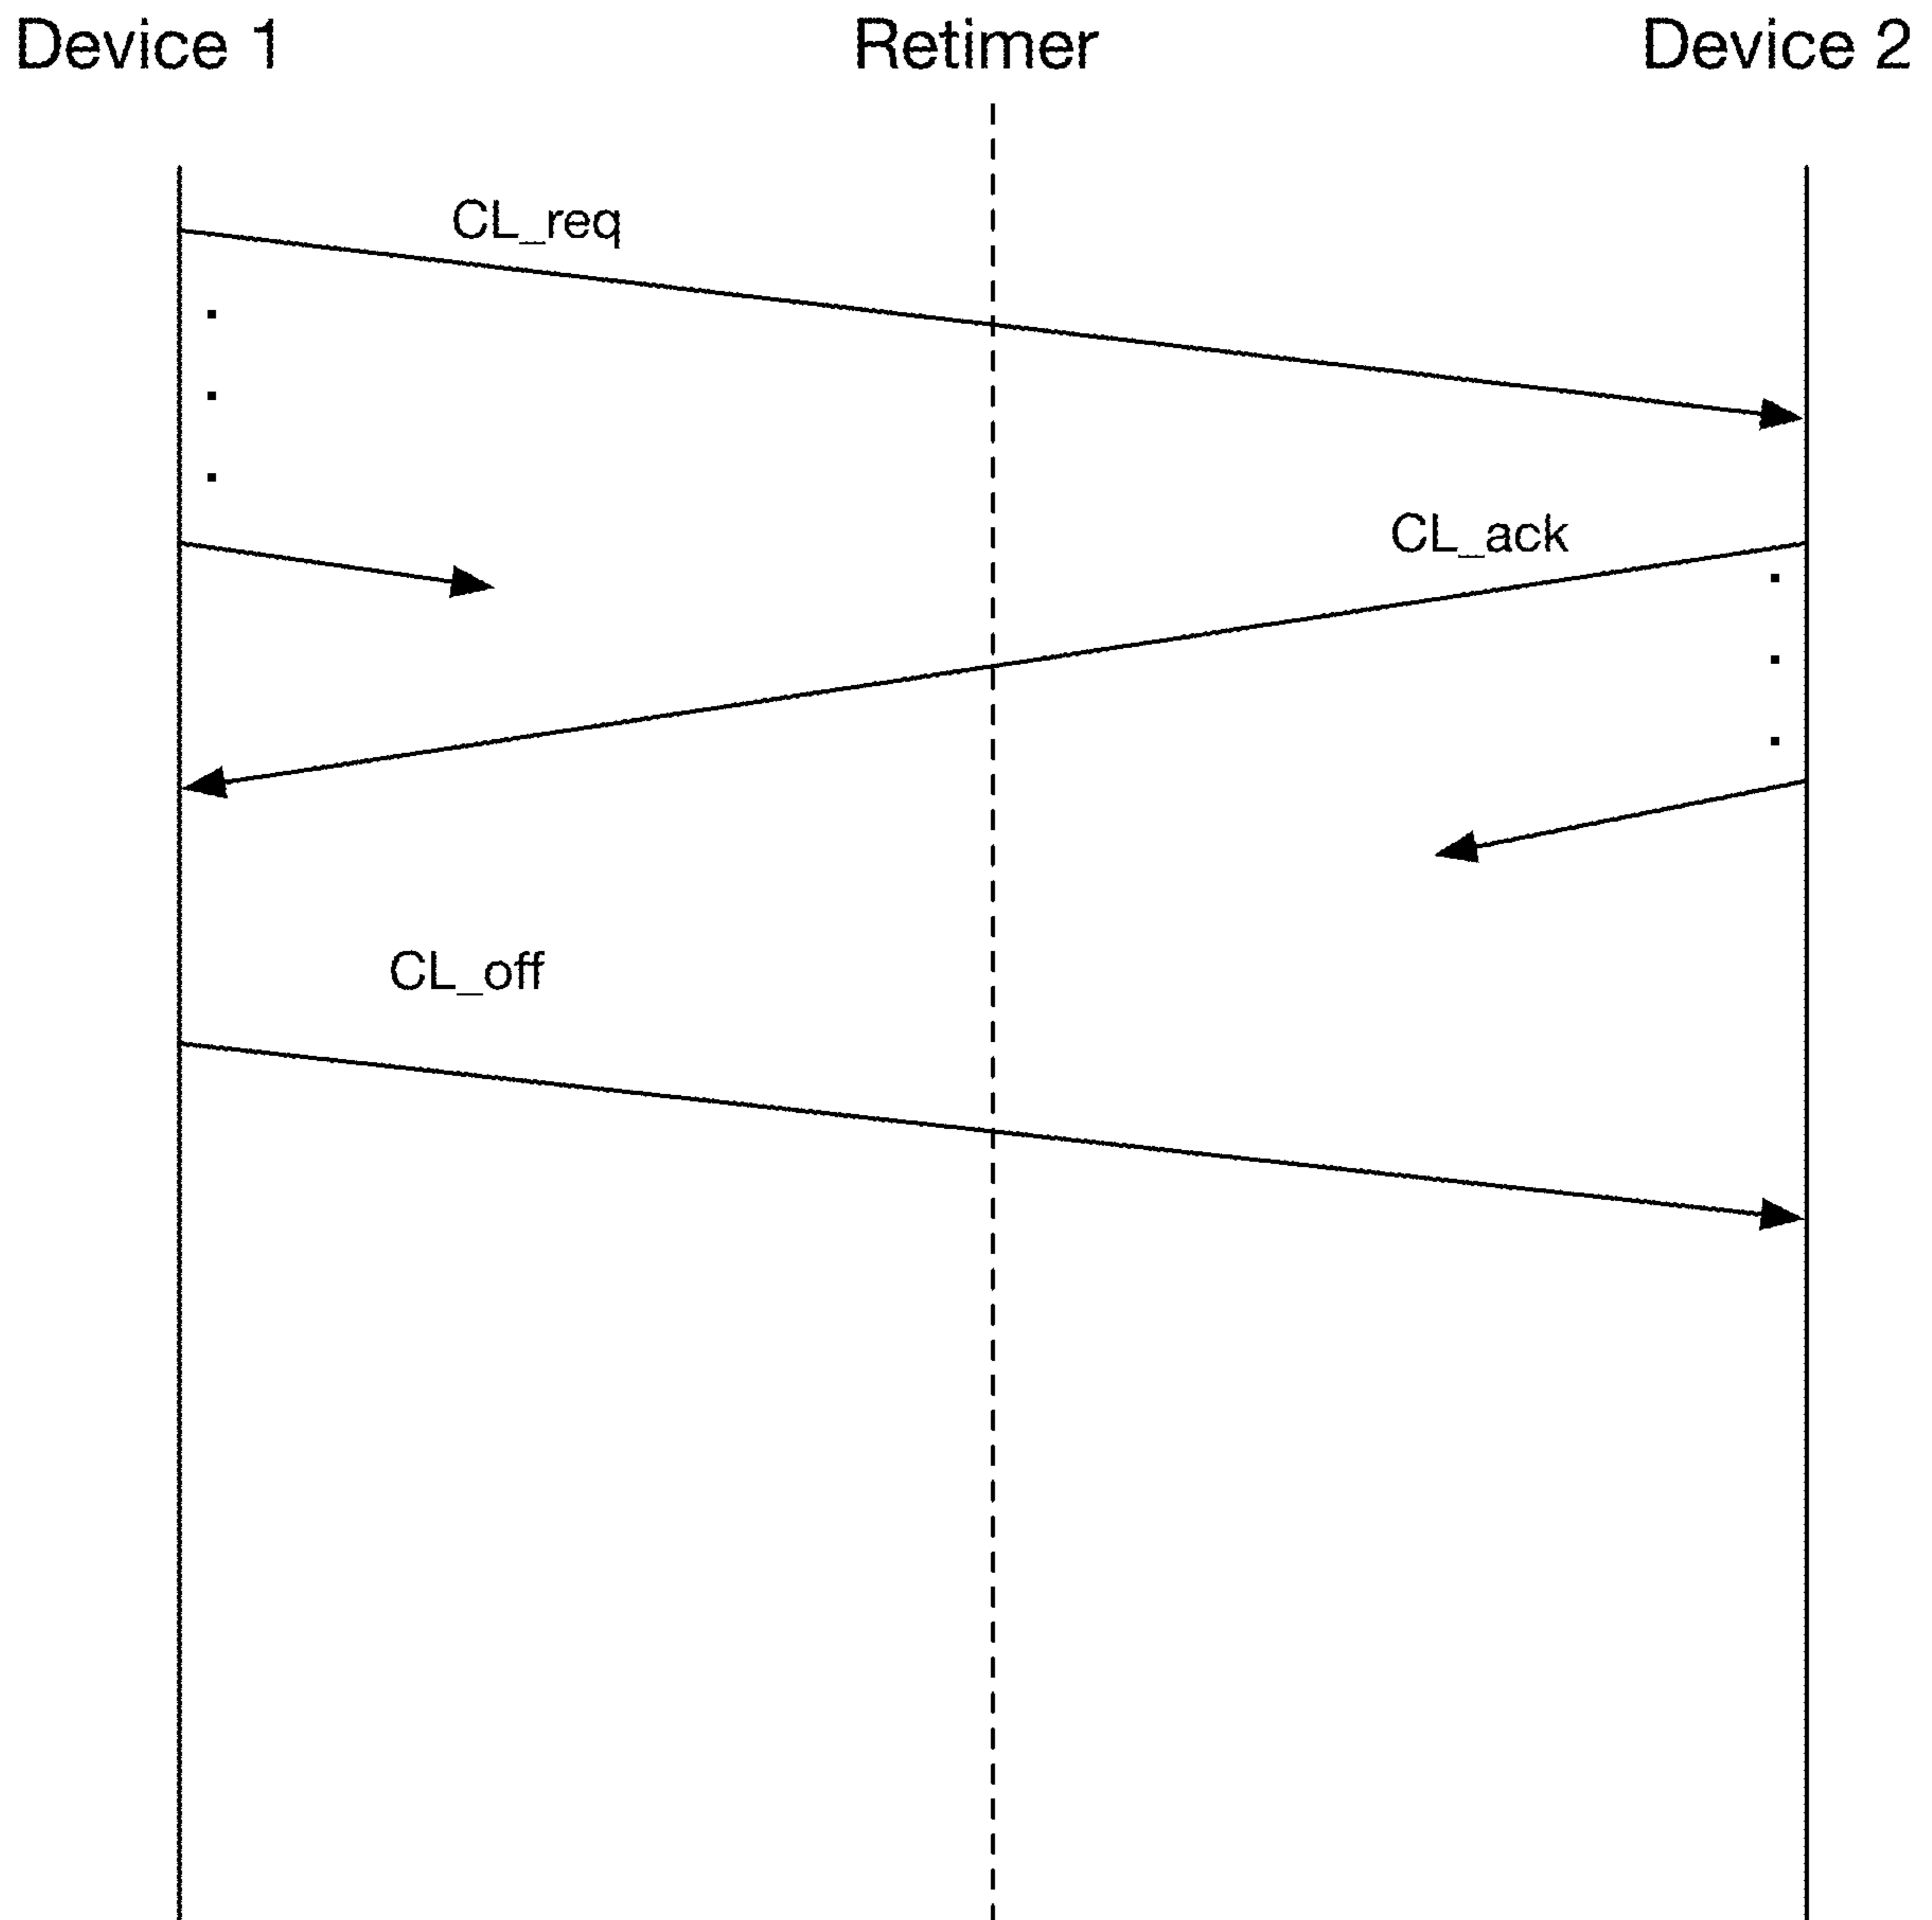 Device 1 Retimer Device 2
CL_req
CL_ack
CL_off